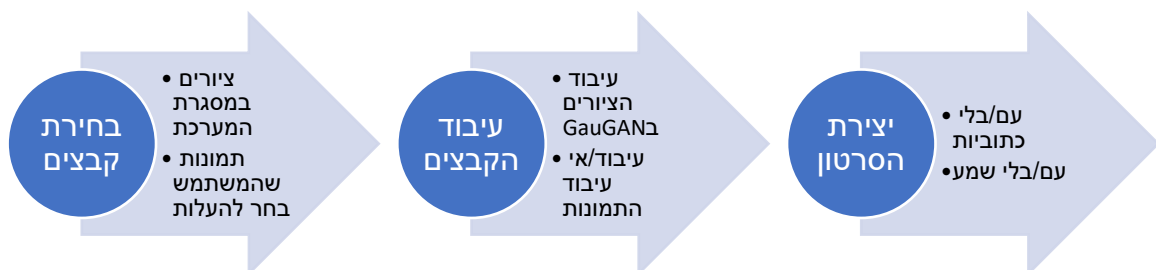 בחירת
קבצים
• ציורים
במסגרת
המערכת
• תמונות
שהמשתמש
בחר להעלות
עיבוד
הקבצים
• עיבוד
הציורים
בGauGAN
• עיבוד/אי
עיבוד
התמונות
יצירת
הסרטון
• עם/בלי
כתוביות
• עם/בלי שמע